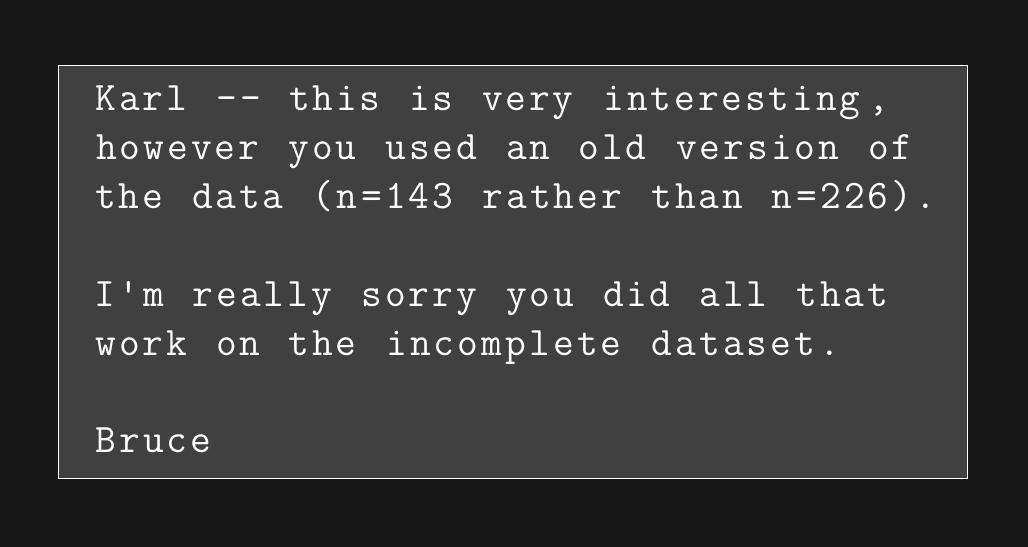 Karl -- this is very interesting,
however you used an old version of
the data (n=143 rather than n=226).
I'm really sorry you did all that
work on the incomplete dataset.
Bruce